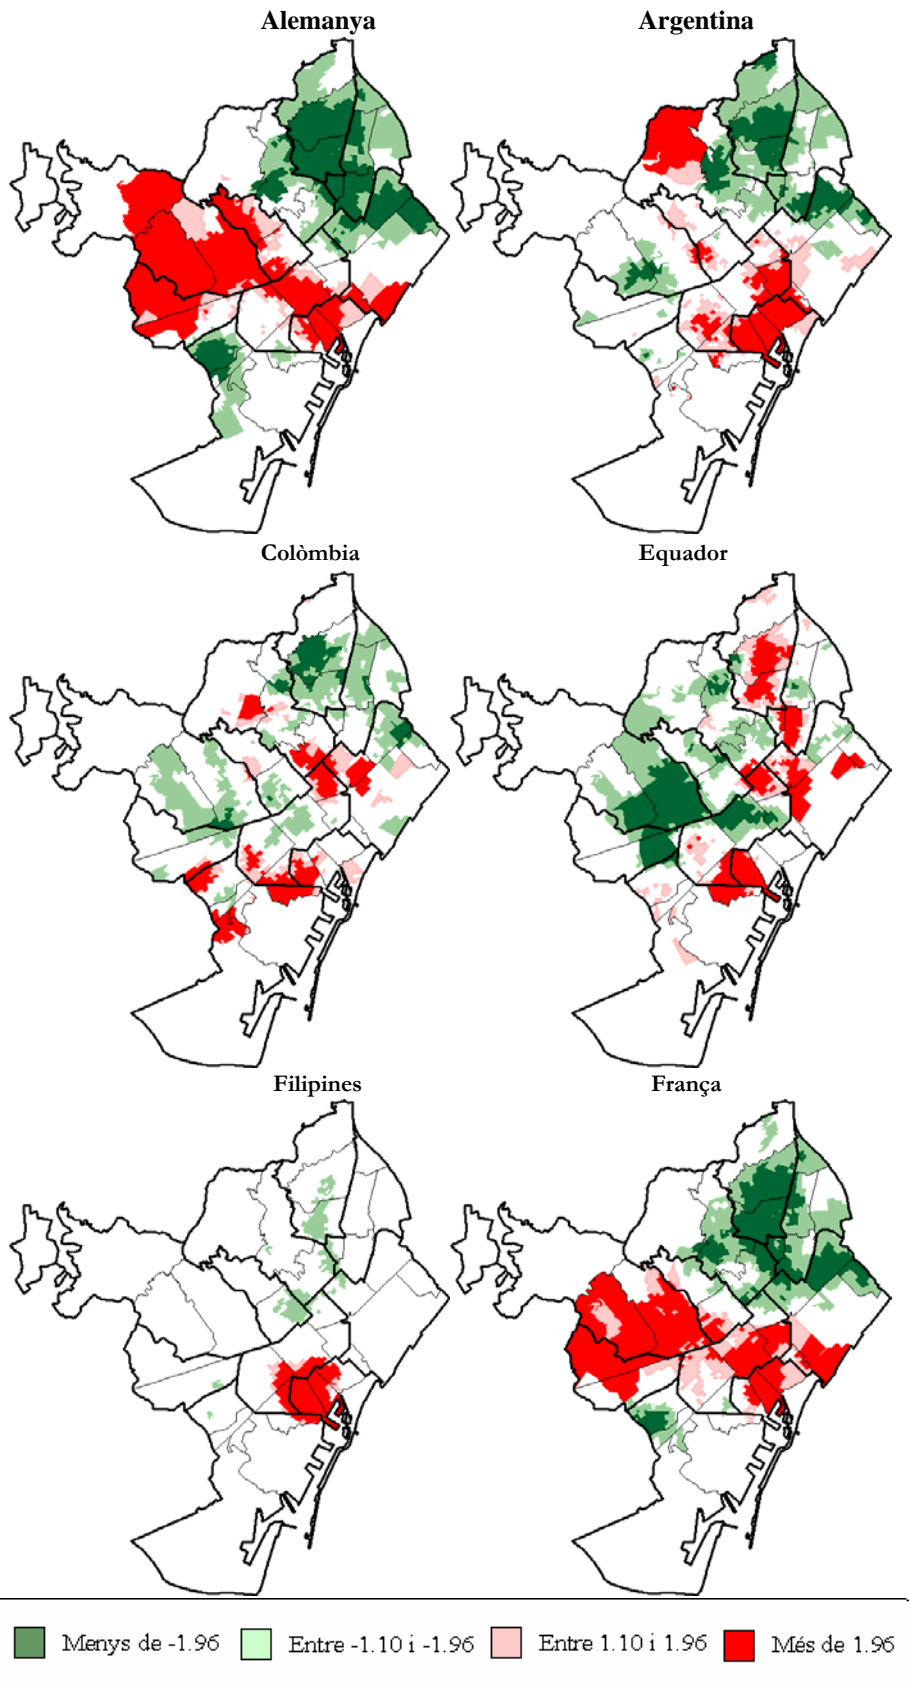 Alemanya
Argentina
Colòmbia
Equador
Filipines
França
Menys de -1.96
Entre -1.10 i -1.96
Entre 1.10 i 1.96
Més de 1.96